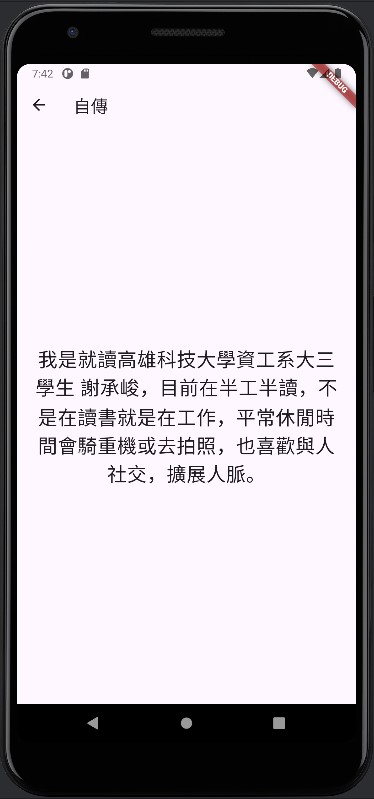 7:42
DEBUG
自傳
我是就讀高雄科技大學資工系大三
學生 謝承峻，目前在半工半讀，不
是在讀書就是在工作，平常休閒時
間會騎重機或去拍照，也喜歡與人
社交，擴展人脈。